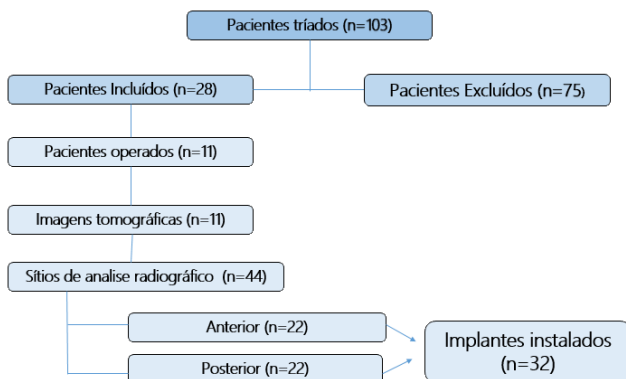 Pacientes tríados (n=103)
Pacientes Incluídos (n=28)
Pacientes Excluídos (n=75)
Pacientes operados (n=11)
Imagens tomográficas (n=11)
Sítios de analise radiográfico (n=44)
Anterior (n=22)
Posterior (n=22)
Implantes instalados
(n=32)